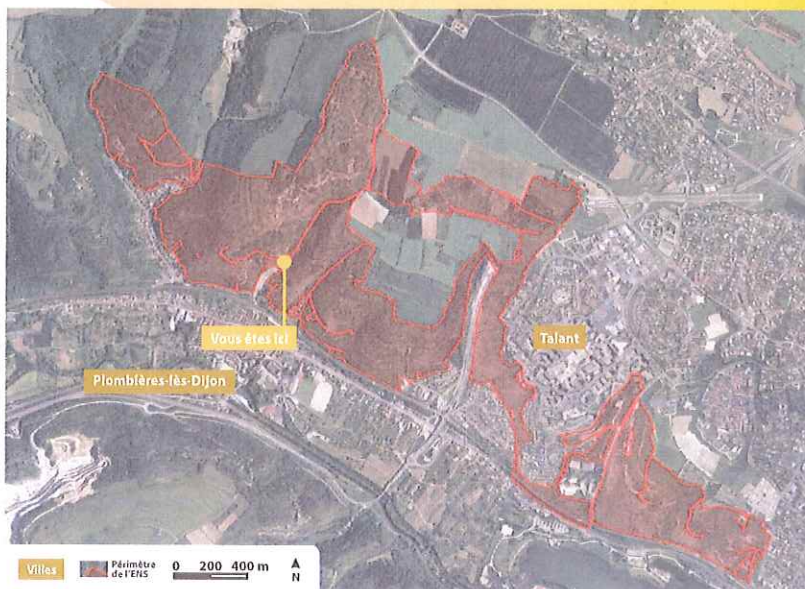 Vous êtes ici
Talant
Plombières-lès-Dijon
Villes
Périmètre
de l'ENS
0 200 400 m
N